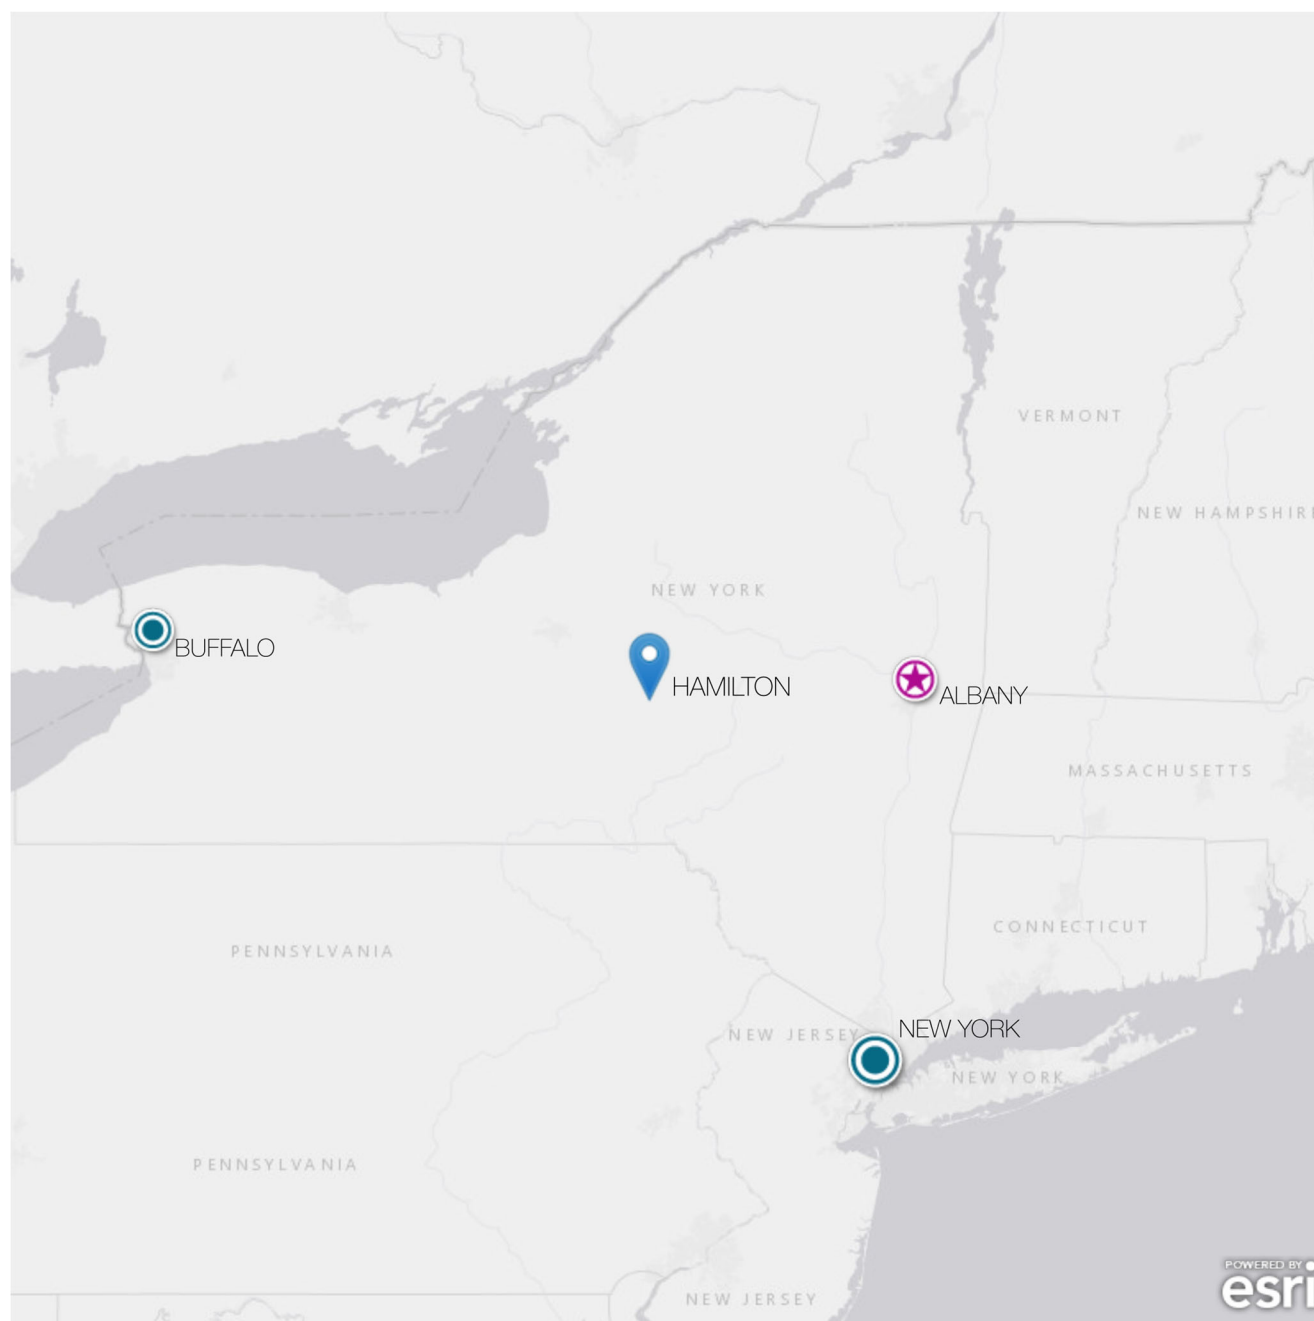 VERMONT
NEW HAMPSHIR
NEW YORK
BUFFALO
HAMILTON
ALBANY
MASSACHUSETTS
CONNECTICUT
PENNSYLVANIA
NEW YORK
NEW JERSEY
NEW YORK
PENNSYLVANIA
POWERED BY
esri
NEW JERSEY